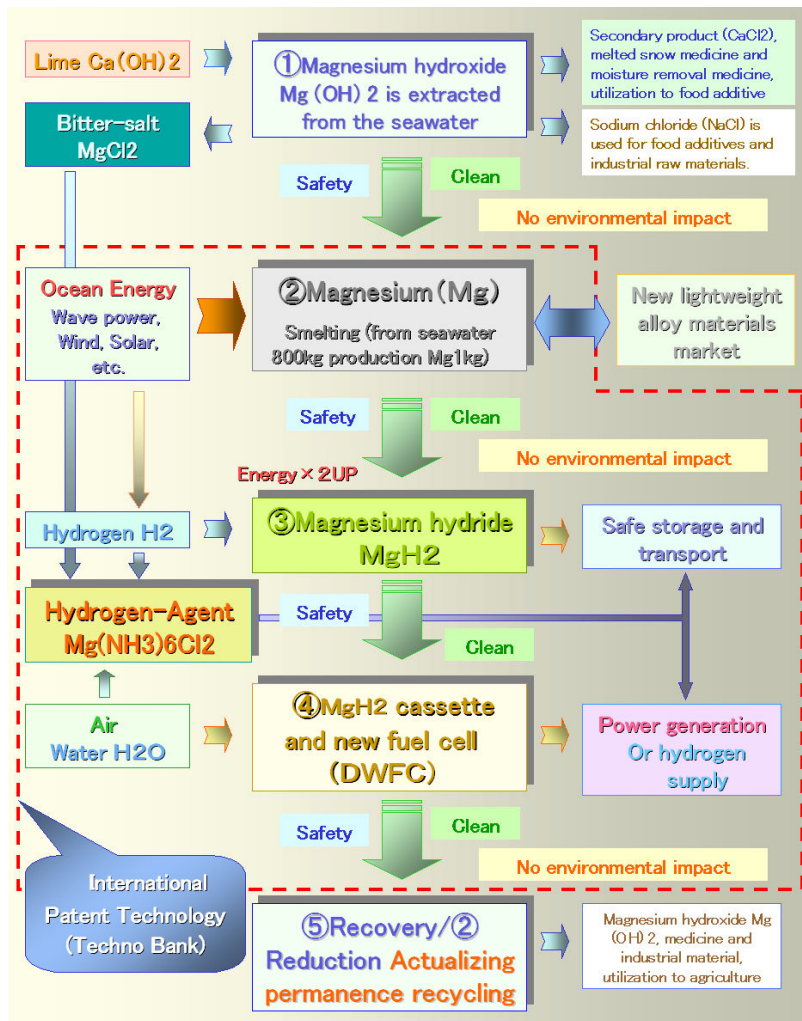 Lime Ca(OH)2
①Magnesium hydroxide
Mg(OH)2 is extracted
from the seawater
Secondary product (CaCl2),
melted snow medicine and
moisture removal medicine,
utilization to food additive
Bitter-salt
MgCl2
Sodium chloride (NaCl) is
used for food additives and
industrial raw materials.
Safety
Clean
No environmental impact
Ocean Energy
Wave power,
Wind, Solar,
etc.
②Magnesium(Mg)
Smelting (from seawater
800kg production Mg1kg)
New lightweight
alloy materials
market
Safety
Clean
No environmental impact
Energy×2UP
Hydrogen H2
③Magnesium hydride
MgH2
Safe storage and
transport
Hydrogen-Agent
Mg(NH3)6Cl2
Safety
Clean
Air
Water H2O
④MgH2 cassette
and new fuel cell
(DWFC)
Power generation
Or hydrogen
supply
Safety
Clean
No environmental impact
International
Patent Technology
(Techno Bank)
⑤Recovery/②
Reduction Actualizing
permanence recycling
Magnesium hydroxide Mg
(OH)2, medicine and
industrial material,
utilization to agriculture